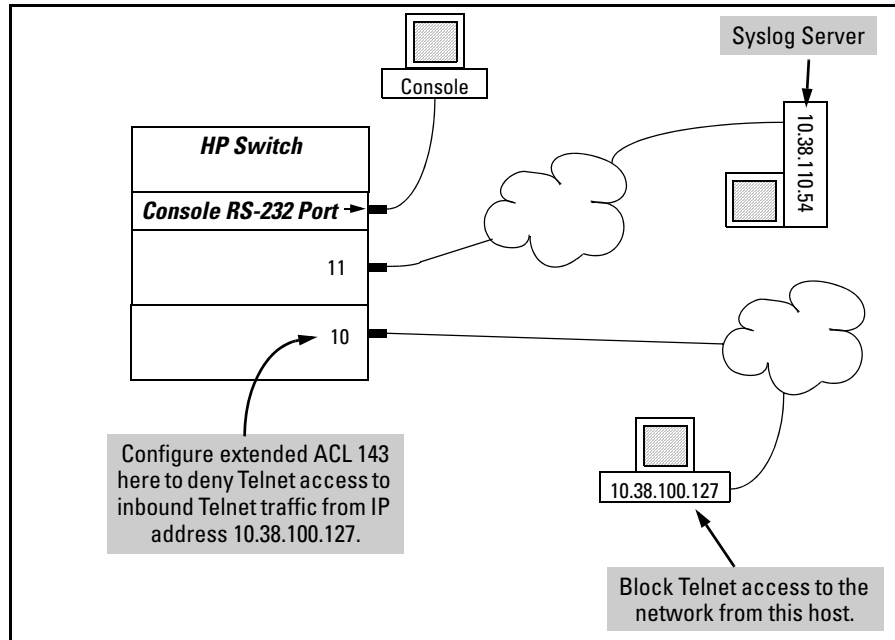 Syslog Server
Console
10.38.110.54
HP Switch
Console RS-232 Port
11
10
Configure extended ACL 143
here to deny Telnet access to
inbound Telnet traffic from IP
address 10.38.100.127.
10.38.100.127
Block Telnet access to the
network from this host.